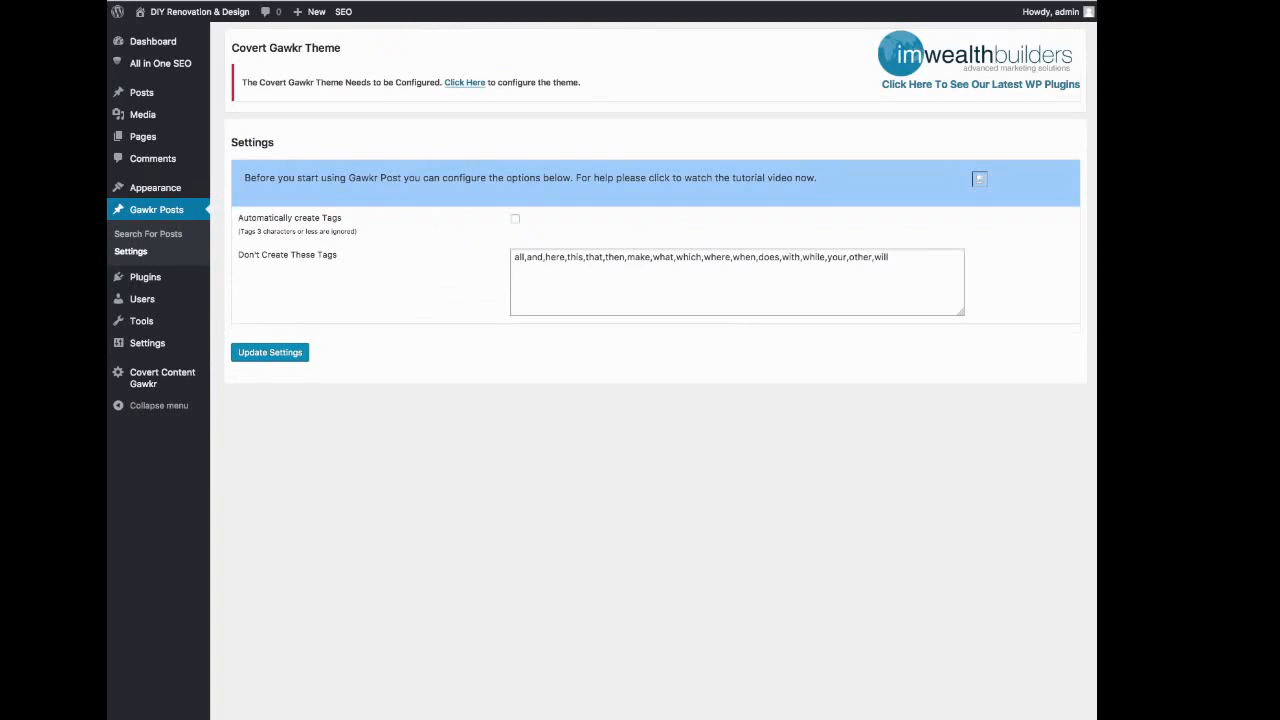 DIY Renovation & Design 0 New SEO Howdy, admin
Dashboard
All in One SEO
Posts
Media
Pages
Comments
Appearance
Gawkr Posts
Search For Posts
Settings
Plugins
Users
Tools
Settings
Covert Content
Gawkr
Collapse menu
Covert Gawkr Theme
The Covert Gawkr Theme Needs to be Configured. Click Here to configure the theme.
imwealthbuilders
advanced marketing solutions
Click Here To See Our Latest WP Plugins
Settings
Before you start using Gawkr Post you can configure the options below. For help please click to watch the tutorial video now.
Automatically create Tags
(Tags 3 characters or less are ignored)
Don't Create These Tags
all,and,here,this,that,then,make,what,which,where,when,does,with,while,your,other,will
Update Settings